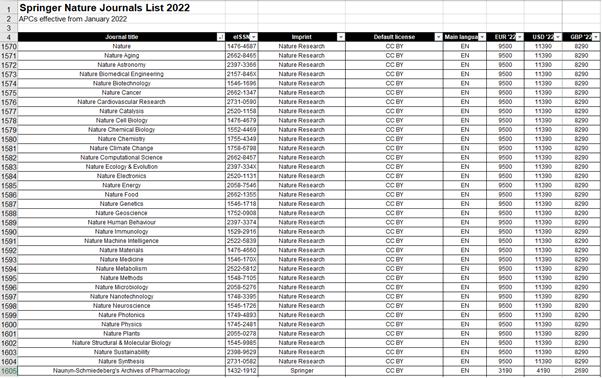 1 Springer Nature Journals List 2022
2 APCs effective from January 2022
3
4 Journal title eISSN Imprint Default license Main langua EUR '22 USD '22 GBP '22
1570 Nature 1476-4687 Nature Research CC BY EN 9500 11390 8290
1571 Nature Aging 2662-8465 Nature Research CC BY EN 9500 11390 8290
1572 Nature Astronomy 2397-3366 Nature Research CC BY EN 9500 11390 8290
1573 Nature Biomedical Engineering 2157-846X Nature Research CC BY EN 9500 11390 8290
1574 Nature Biotechnology 1546-1696 Nature Research CC BY EN 9500 11390 8290
1575 Nature Cancer 2662-1347 Nature Research CC BY EN 9500 11390 8290
1576 Nature Cardiovascular Research 2731-0590 Nature Research CC BY EN 9500 11390 8290
1577 Nature Catalysis 2520-1158 Nature Research CC BY EN 9500 11390 8290
1578 Nature Cell Biology 1476-4679 Nature Research CC BY EN 9500 11390 8290
1579 Nature Chemical Biology 1552-4469 Nature Research CC BY EN 9500 11390 8290
1580 Nature Chemistry 1755-4349 Nature Research CC BY EN 9500 11390 8290
1581 Nature Climate Change 1758-6798 Nature Research CC BY EN 9500 11390 8290
1582 Nature Computational Science 2662-8457 Nature Research CC BY EN 9500 11390 8290
1583 Nature Ecology & Evolution 2397-334X Nature Research CC BY EN 9500 11390 8290
1584 Nature Electronics 2520-1131 Nature Research CC BY EN 9500 11390 8290
1585 Nature Energy 2058-7546 Nature Research CC BY EN 9500 11390 8290
1586 Nature Food 2662-1355 Nature Research CC BY EN 9500 11390 8290
1587 Nature Genetics 1546-1718 Nature Research CC BY EN 9500 11390 8290
1588 Nature Geoscience 1752-0908 Nature Research CC BY EN 9500 11390 8290
1589 Nature Human Behaviour 2397-3374 Nature Research CC BY EN 9500 11390 8290
1590 Nature Immunology 1529-2916 Nature Research CC BY EN 9500 11390 8290
1591 Nature Machine Intelligence 2522-5839 Nature Research CC BY EN 9500 11390 8290
1592 Nature Materials 1476-4660 Nature Research CC BY EN 9500 11390 8290
1593 Nature Medicine 1546-170X Nature Research CC BY EN 9500 11390 8290
1594 Nature Metabolism 2522-5812 Nature Research CC BY EN 9500 11390 8290
1595 Nature Methods 1548-7105 Nature Research CC BY EN 9500 11390 8290
1596 Nature Microbiology 2058-5276 Nature Research CC BY EN 9500 11390 8290
1597 Nature Nanotechnology 1748-3395 Nature Research CC BY EN 9500 11390 8290
1598 Nature Neuroscience 1546-1726 Nature Research CC BY EN 9500 11390 8290
1599 Nature Photonics 1749-4893 Nature Research CC BY EN 9500 11390 8290
1600 Nature Physics 1745-2481 Nature Research CC BY EN 9500 11390 8290
1601 Nature Plants 2055-0278 Nature Research CC BY EN 9500 11390 8290
1602 Nature Structural & Molecular Biology 1545-9985 Nature Research CC BY EN 9500 11390 8290
1603 Nature Sustainability 2398-9629 Nature Research CC BY EN 9500 11390 8290
1604 Nature Synthesis 2731-0582 Nature Research CC BY EN 9500 11390 8290
1605 Naunyn-Schmiedeberg's Archives of Pharmacology 1432-1912 Springer CC BY EN 3190 4190 2690